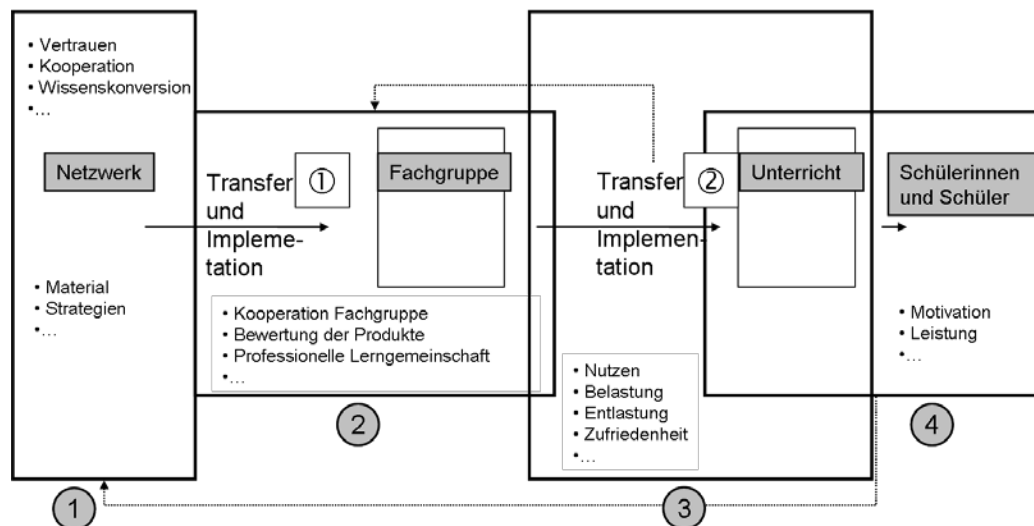 • Vertrauen
• Kooperation
• Wissenskonversion
•...
Netzwerk
• Material
• Strategien
•...
1
Transfer
und
Impleme-
tation
①
Fachgruppe
• Kooperation Fachgruppe
• Bewertung der Produkte
• Professionelle Lerngemeinschaft
•...
2
Transfer
und
Implemen-
tation
②
Unterricht
• Nutzen
• Belastung
• Entlastung
• Zufriedenheit
•...
3
Schülerinnen
und Schüler
• Motivation
• Leistung
•...
4